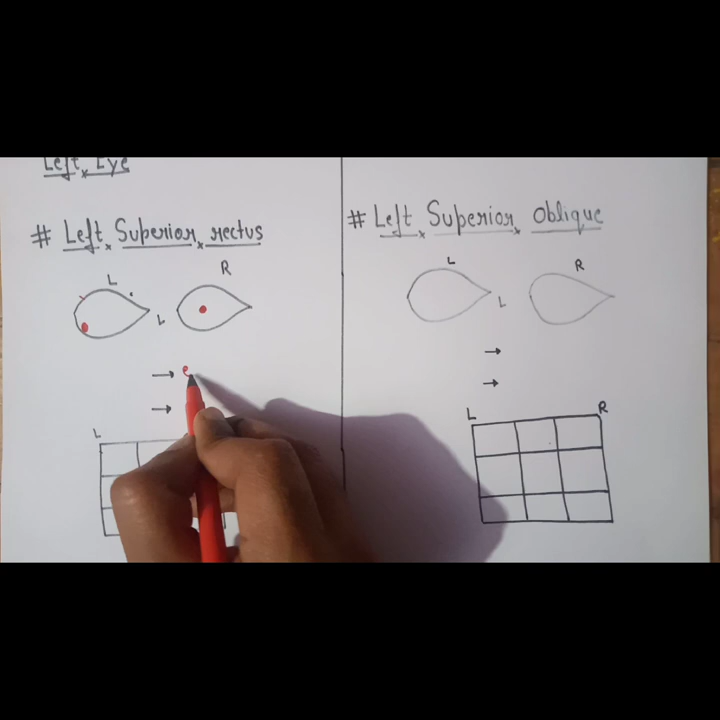 Left Eye
# Left Superior rectus
L R
L
→ e
→
L
# Left Superior Oblique
L R
L
→
→
L R